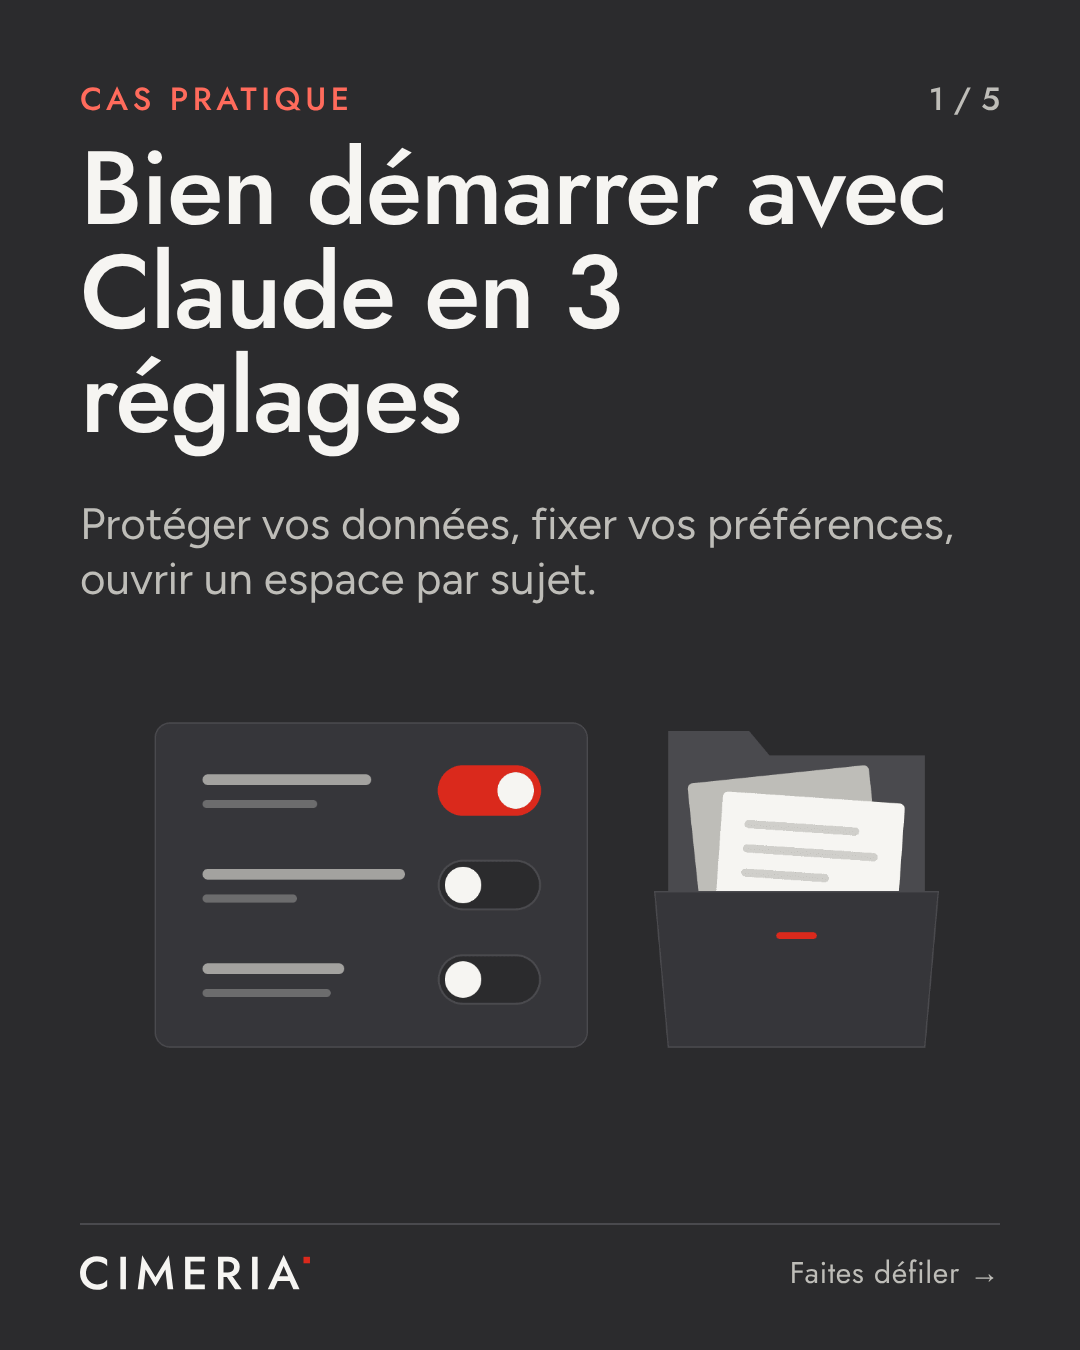 CAS PRATIQUE
1 / 5
Bien démarrer avec
Claude en 3
réglages
Protéger vos données, fixer vos préférences,
ouvrir un espace par sujet.
CIMERIA
Faites défiler →